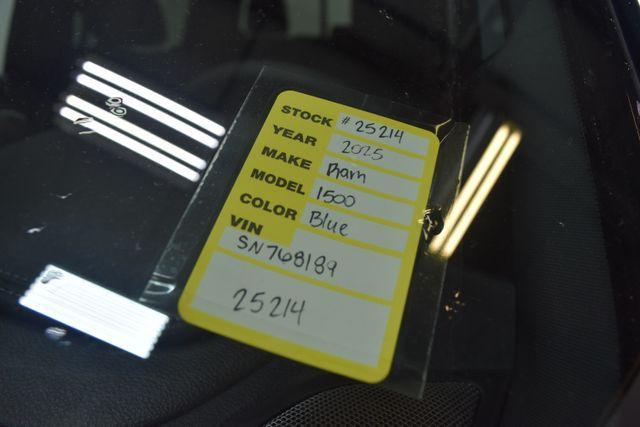 STOCK # 25214
YEAR 2025
MAKE Ram
MODEL 1500
COLOR Blue
VIN
SN768189
25214